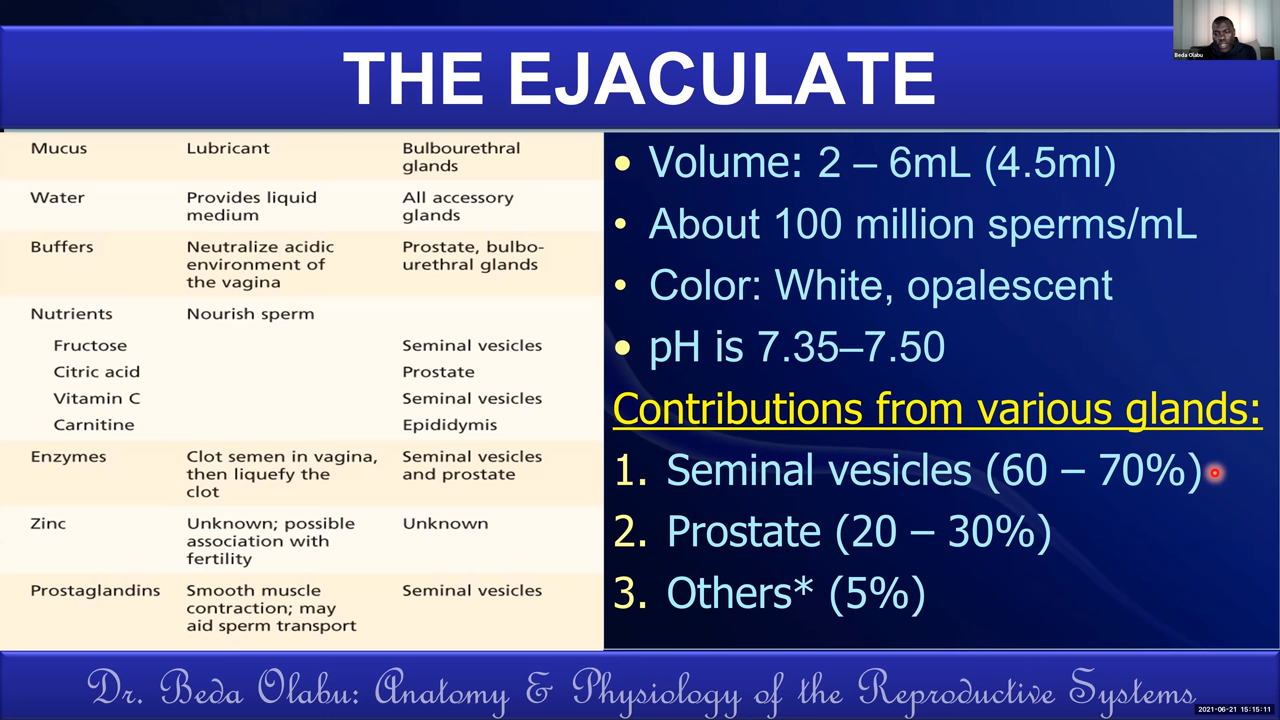 Beda Olabu
THE EJACULATE
Mucus Lubricant Bulbourethral
glands
Water Provides liquid All accessory
medium glands
Buffers Neutralize acidic Prostate, bulbo-
environment of urethral glands
the vagina
Nutrients Nourish sperm
Fructose Seminal vesicles
Citric acid Prostate
Vitamin C Seminal vesicles
Carnitine Epididymis
Enzymes Clot semen in vagina, Seminal vesicles
then liquefy the and prostate
clot
Zinc Unknown; possible Unknown
association with
fertility
Prostaglandins Smooth muscle Seminal vesicles
contraction; may
aid sperm transport
• Volume: 2 – 6mL (4.5ml)
• About 100 million sperms/mL
• Color: White, opalescent
• pH is 7.35–7.50
Contributions from various glands:
1. Seminal vesicles (60 – 70%)
2. Prostate (20 – 30%)
3. Others* (5%)
Dr. Beda Olabu: Anatomy & Physiology of the Reproductive Systems
2021-06-21 15:15:11